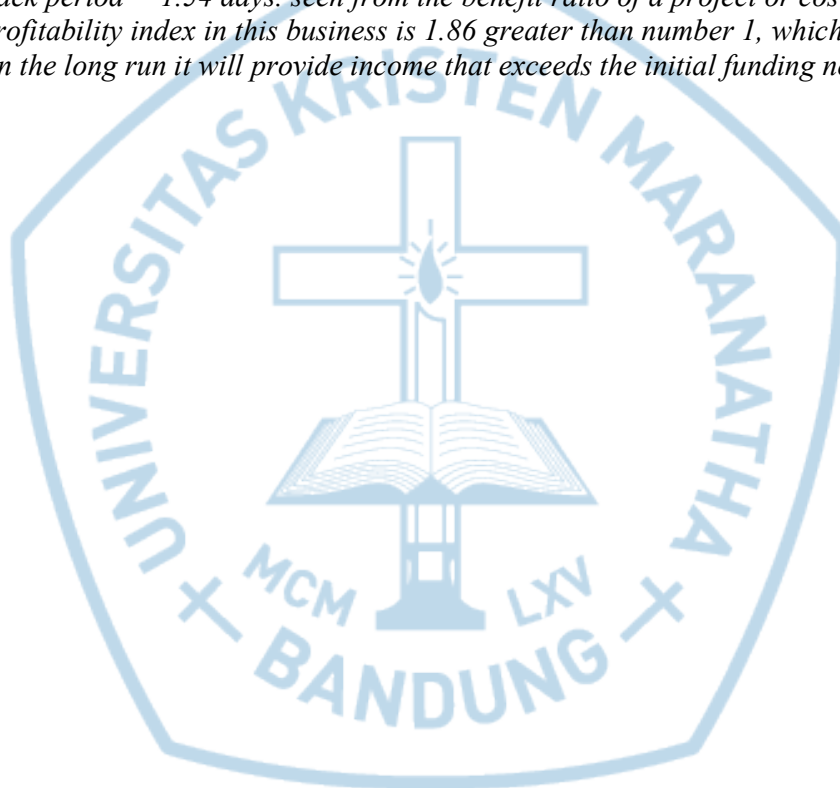 ack period = 1.54 days. seen from the benefit ratio of a project or cos
rofitability index in this business is 1.86 greater than number 1, which
n the long run it will provide income that exceeds the initial funding n
UNIVERSITAS KRISTEN MARANATHA
MCM LXV
BANDUNG